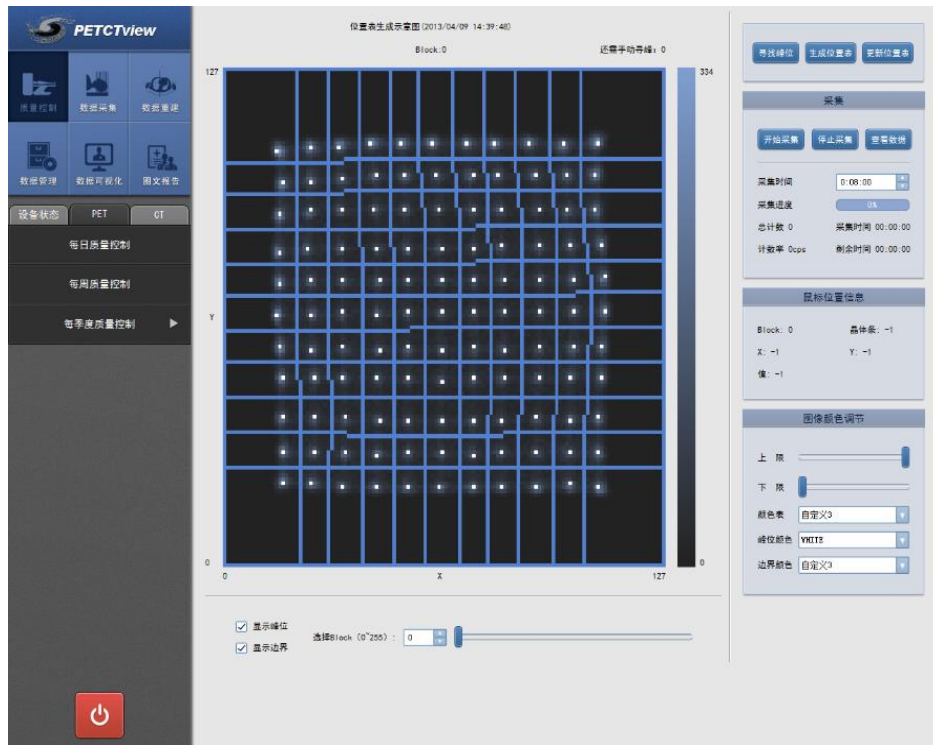 PETCTview
质量控制 数据采集 数据重建
数据管理 数据可视化 图文报告
设备状态 PET CT
每日质量控制
每周质量控制
每季度质量控制
位置表生成示意图(2013/04/09 14:39:48)
Block:0 还需手动寻峰: 0
127
334
Y
0
0
0 X 127
显示峰位
显示边界
选择Block (0~255) : 0
寻找峰位 生成位置表 更新位置表
采集
开始采集 停止采集 查看数据
采集时间 0:08:00
采集进度 0%
总计数 0 采集时间 00:00:00
计数率 0cps 剩余时间 00:00:00
鼠标位置信息
Block: 0 晶体条: -1
X: -1 Y: -1
值: -1
图像颜色调节
上 限
下 限
颜色表 自定义3
峰位颜色 WHITE
边界颜色 自定义3